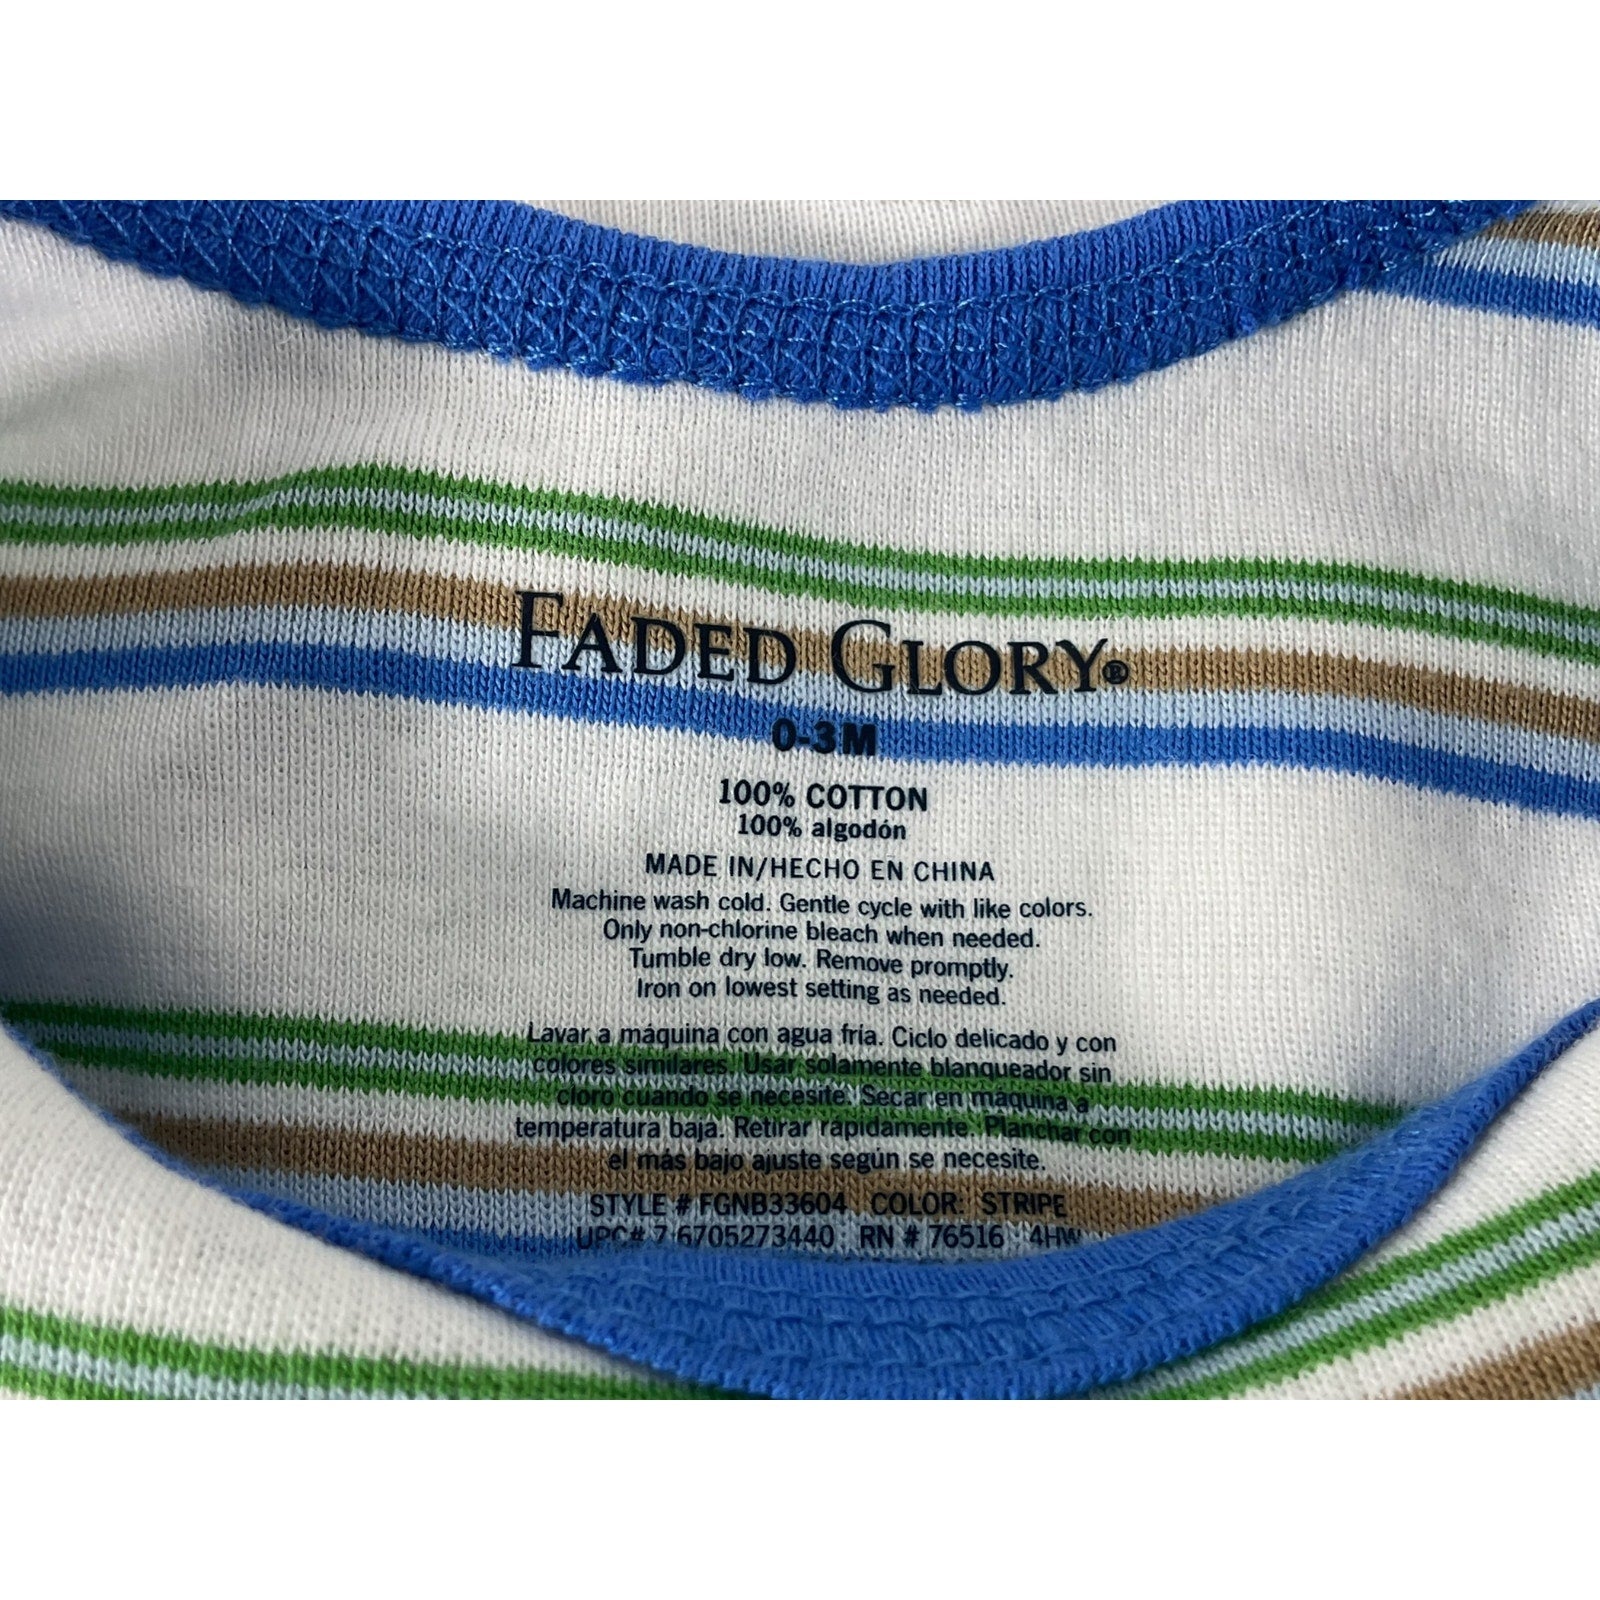 FADED GLORY®
0-3M
100% COTTON
100% algodón
MADE IN/HECHO EN CHINA
Machine wash cold. Gentle cycle with like colors.
Only non-chlorine bleach when needed.
Tumble dry low. Remove promptly.
Iron on lowest setting as needed.
Lavar a máquina con agua fría. Ciclo delicado y con
colores similares. Usar solamente blanqueador sin
cloro cuando se necesite. Secar en máquina a
temperatura baja. Retirar rápidamente. Planchar con
el más bajo ajuste según se necesite.
STYLE # FGNB33604 COLOR: STRIPE
UPC# 7 6705273440 RN # 76516 4HW